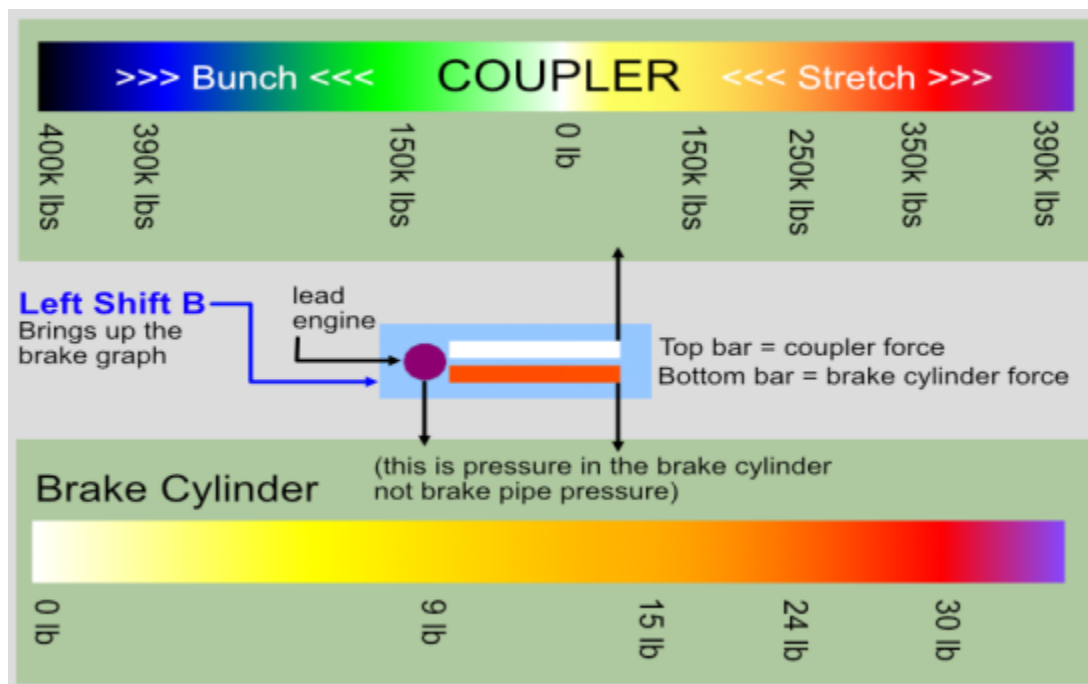 >>> Bunch <<< COUPLER <<< Stretch >>>
400k lbs
390k lbs
150k lbs
0 lb
150k lbs
250k lbs
350k lbs
390k lbs
Left Shift B
Brings up the
brake graph
lead
engine
Top bar = coupler force
Bottom bar = brake cylinder force
(this is pressure in the brake cylinder
not brake pipe pressure)
Brake Cylinder
0 lb
9 lb
15 lb
24 lb
30 lb